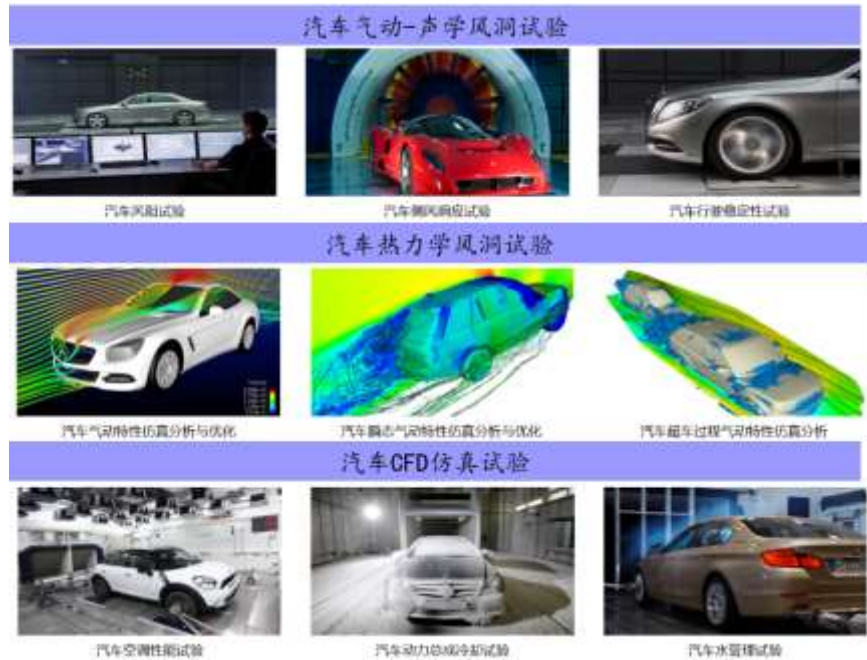 汽车气动-声学风洞试验
汽车风阻试验
汽车侧风响应试验
汽车行驶稳定性试验
汽车热力学风洞试验
汽车气动特性仿真分析与优化
汽车瞬态气动特性仿真分析与优化
汽车超车过程气动特性仿真分析
汽车CFD仿真试验
汽车空调性能试验
汽车动力总成冷却试验
汽车水管理试验